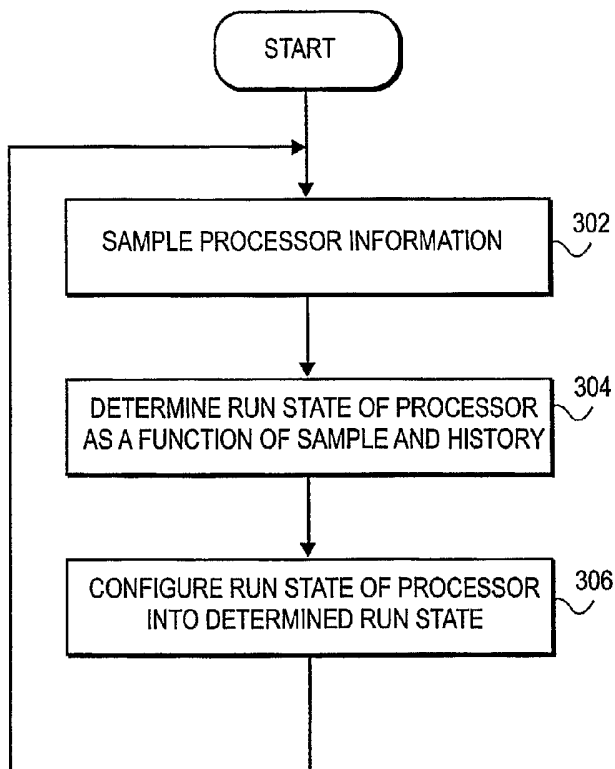 START
SAMPLE PROCESSOR INFORMATION
302
DETERMINE RUN STATE OF PROCESSOR
AS A FUNCTION OF SAMPLE AND HISTORY
304
CONFIGURE RUN STATE OF PROCESSOR
INTO DETERMINED RUN STATE
306